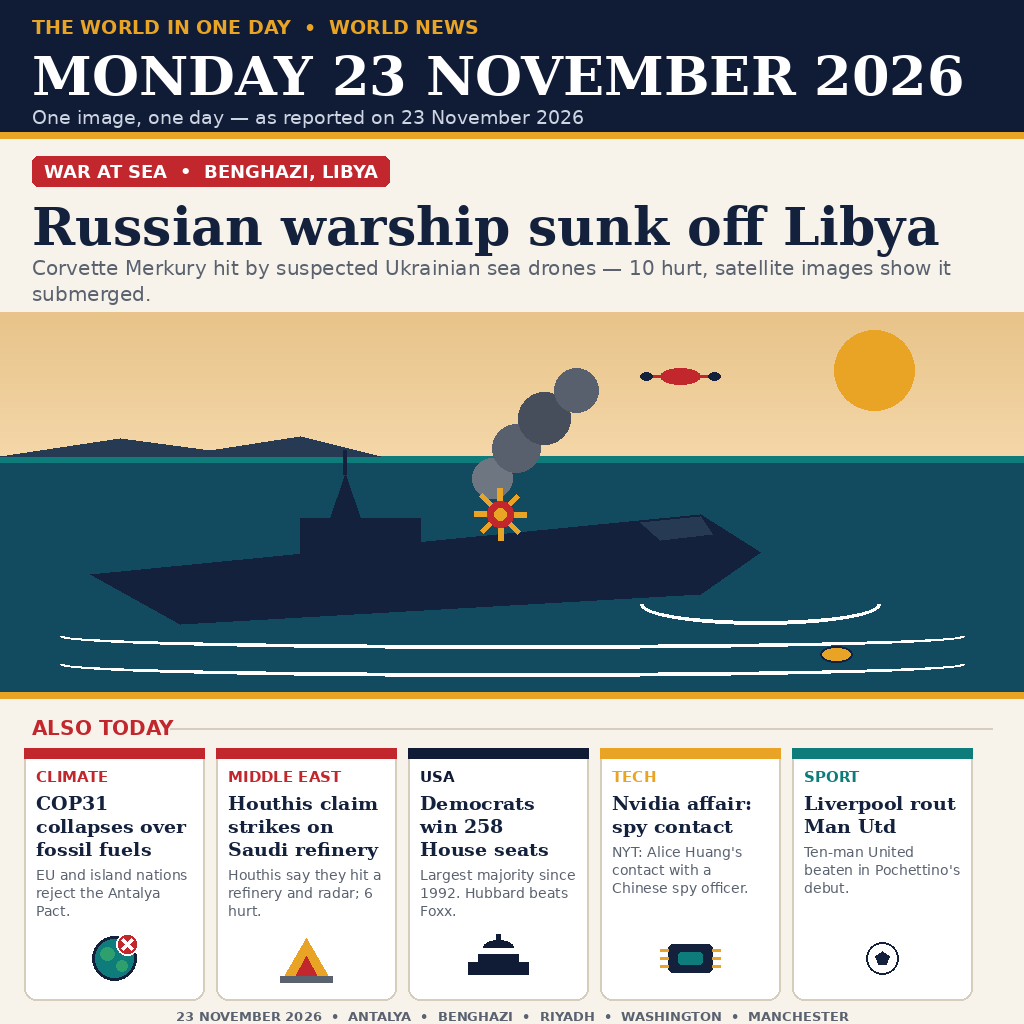 THE WORLD IN ONE DAY • WORLD NEWS
MONDAY 23 NOVEMBER 2026
One image, one day — as reported on 23 November 2026
WAR AT SEA • BENGHAZI, LIBYA
Russian warship sunk off Libya
Corvette Merkury hit by suspected Ukrainian sea drones — 10 hurt, satellite images show it
submerged.
ALSO TODAY
CLIMATE
COP31
collapses over
fossil fuels
EU and island nations
reject the Antalya
Pact.
MIDDLE EAST
Houthis claim
strikes on
Saudi refinery
Houthis say they hit a
refinery and radar; 6
hurt.
USA
Democrats
win 258
House seats
Largest majority since
1992. Hubbard beats
Foxx.
TECH
Nvidia affair:
spy contact
NYT: Alice Huang's
contact with a
Chinese spy officer.
SPORT
Liverpool rout
Man Utd
Ten-man United
beaten in Pochettino's
debut.
23 NOVEMBER 2026 • ANTALYA • BENGHAZI • RIYADH • WASHINGTON • MANCHESTER